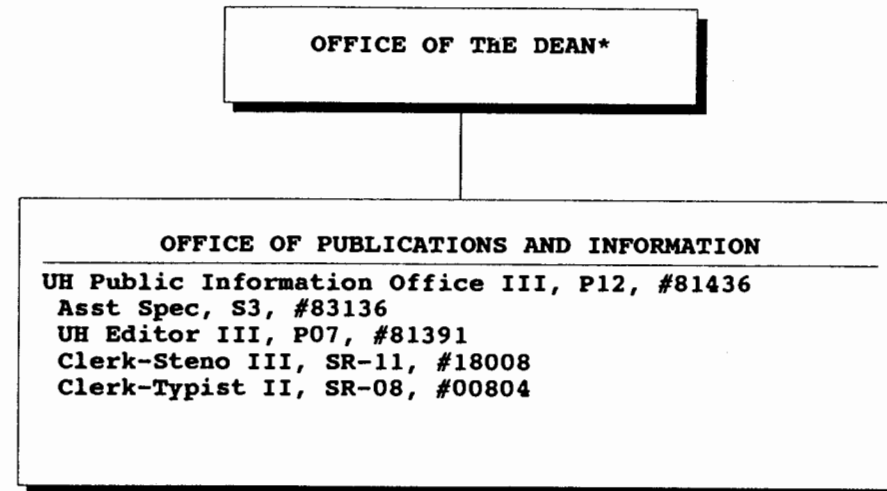 OFFICE OF THE DEAN*
OFFICE OF PUBLICATIONS AND INFORMATION
UH Public Information Office III, P12, #81436
Asst Spec, S3, #83136
UH Editor III, P07, #81391
Clerk-Steno III, SR-11, #18008
Clerk-Typist II, SR-08, #00804